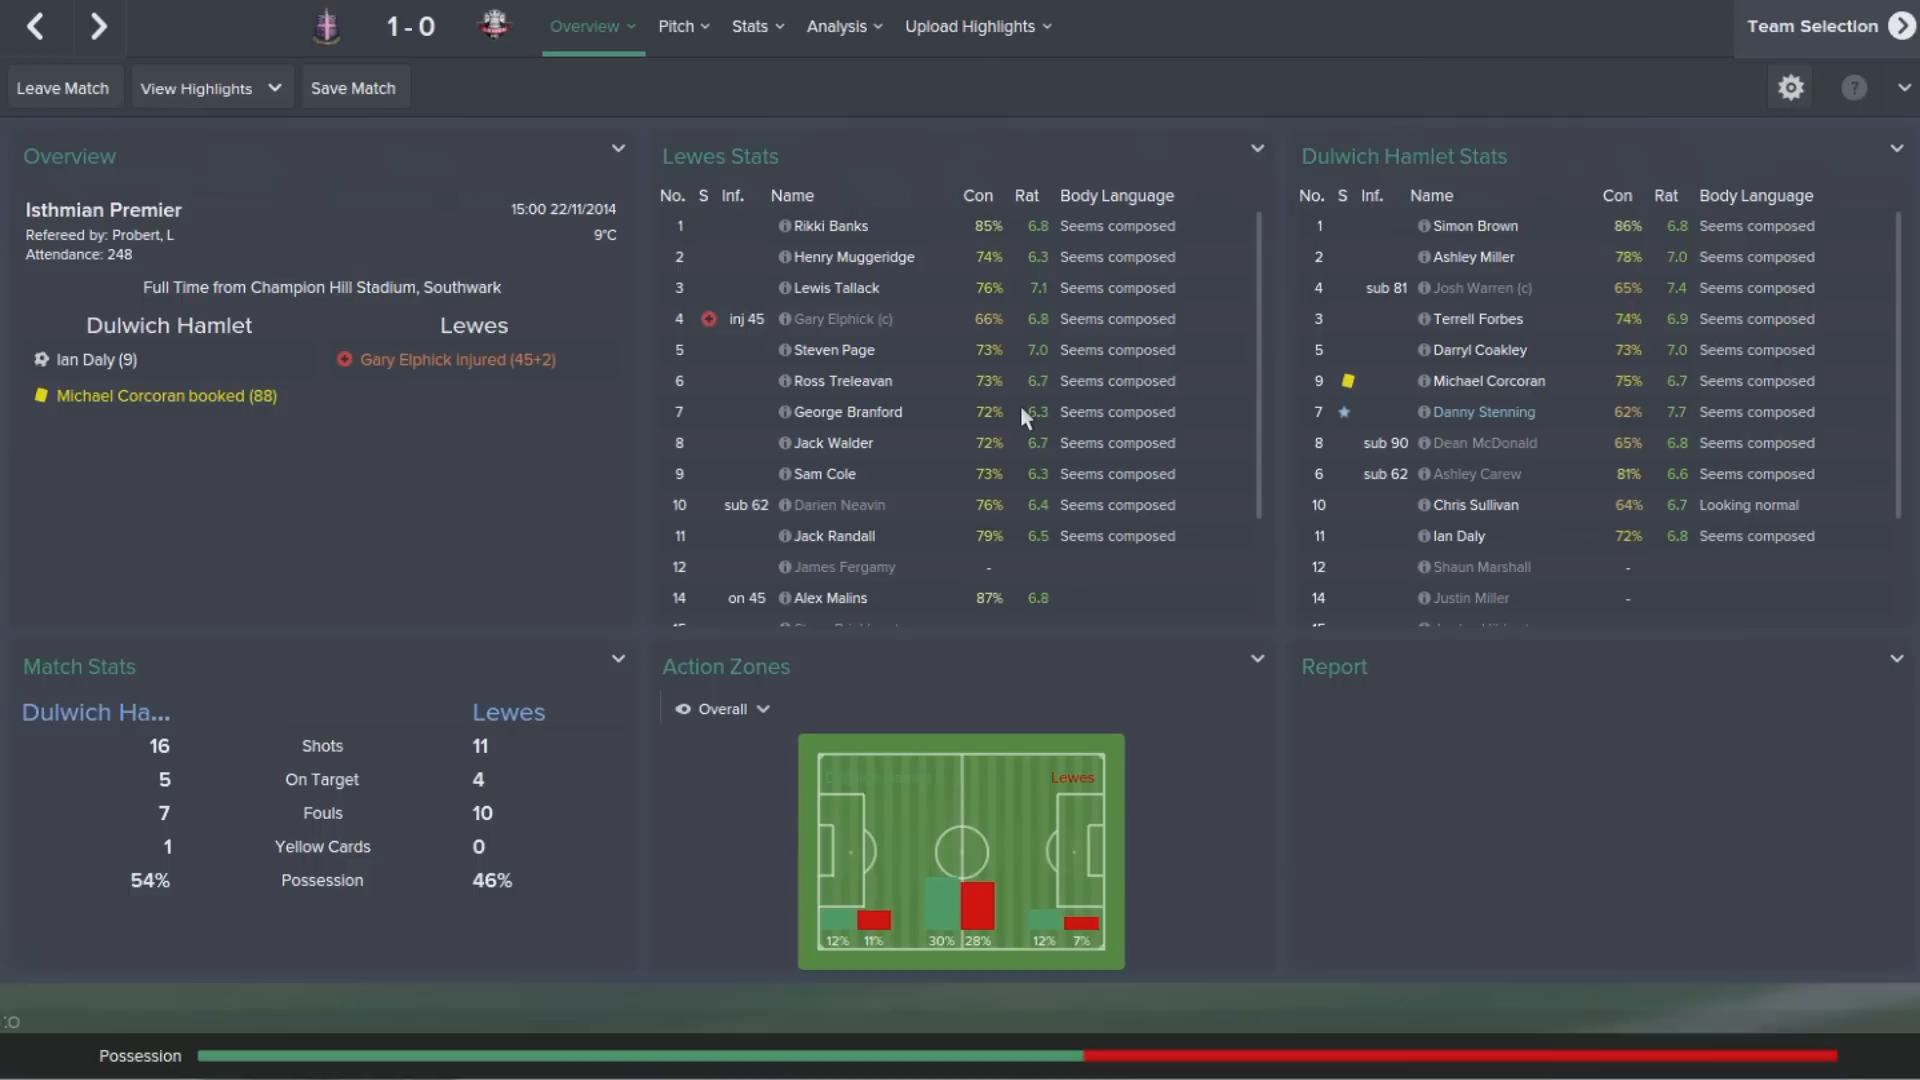 1 - 0
Overview Pitch Stats Analysis Upload Highlights Team Selection
Leave Match View Highlights Save Match ?
Overview
Isthmian Premier 15:00 22/11/2014
Refereed by: Probert, L 9°C
Attendance: 248
Full Time from Champion Hill Stadium, Southwark
Dulwich Hamlet Lewes
Ian Daly (9) Gary Elphick injured (45+2)
Michael Corcoran booked (88)
Lewes Stats
No. S Inf. Name Con Rat Body Language
1 Rikki Banks 85% 6.8 Seems composed
2 Henry Muggeridge 74% 6.3 Seems composed
3 Lewis Tallack 76% 7.1 Seems composed
4 inj 45 Gary Elphick (c) 66% 6.8 Seems composed
5 Steven Page 73% 7.0 Seems composed
6 Ross Treleavan 73% 6.7 Seems composed
7 George Branford 72% 6.3 Seems composed
8 Jack Walder 72% 6.7 Seems composed
9 Sam Cole 73% 6.3 Seems composed
10 sub 62 Darien Neavin 76% 6.4 Seems composed
11 Jack Randall 79% 6.5 Seems composed
12 James Fergamy -
14 on 45 Alex Malins 87% 6.8
Dulwich Hamlet Stats
No. S Inf. Name Con Rat Body Language
1 Simon Brown 86% 6.8 Seems composed
2 Ashley Miller 78% 7.0 Seems composed
4 sub 81 Josh Warren (c) 65% 7.4 Seems composed
3 Terrell Forbes 74% 6.9 Seems composed
5 Darryl Coakley 73% 7.0 Seems composed
9 Michael Corcoran 75% 6.7 Seems composed
7 Danny Stenning 62% 7.7 Seems composed
8 sub 90 Dean McDonald 65% 6.8 Seems composed
6 sub 62 Ashley Carew 81% 6.6 Seems composed
10 Chris Sullivan 64% 6.7 Looking normal
11 Ian Daly 72% 6.8 Seems composed
12 Shaun Marshall -
14 Justin Miller -
Match Stats
Dulwich Ha... Lewes
16 Shots 11
5 On Target 4
7 Fouls 10
1 Yellow Cards 0
54% Possession 46%
Action Zones
Overall
Lewes
12% 11% 30% 28% 12% 7%
Report
Possession